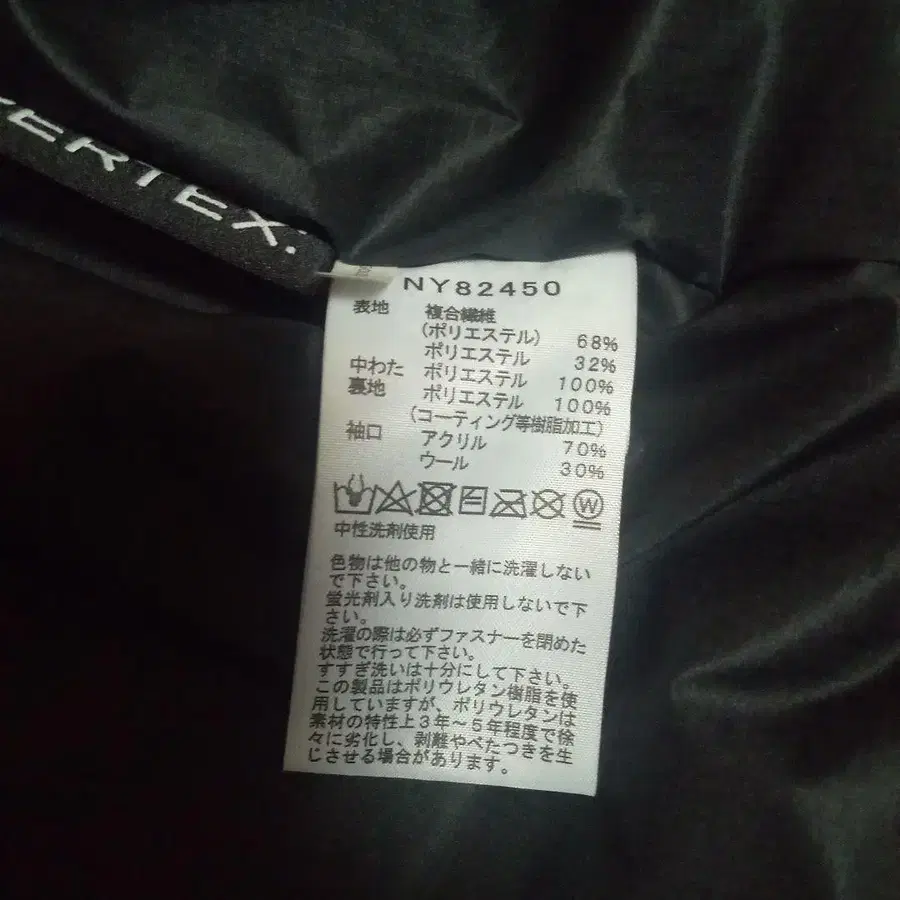 TERTEX.
NY82450
表地 複合繊維
(ポリエステル) 68%
ポリエステル 32%
中わた ポリエステル 100%
裏地 ポリエステル 100%
(コーティング等樹脂加工)
袖口 アクリル 70%
ウール 30%
W
中性洗剤使用
色物は他の物と一緒に洗濯しない
で下さい。
蛍光剤入り洗剤は使用しないで下
さい。
洗濯の際は必ずファスナーを閉めた
状態で行って下さい。
すすぎ洗いは十分にして下さい。
この製品はポリウレタン樹脂を使
用していますが、ポリウレタンは
素材の特性上3年~5年程度で徐
々に劣化し、剥離やべたつきを生
じさせる場合があります。